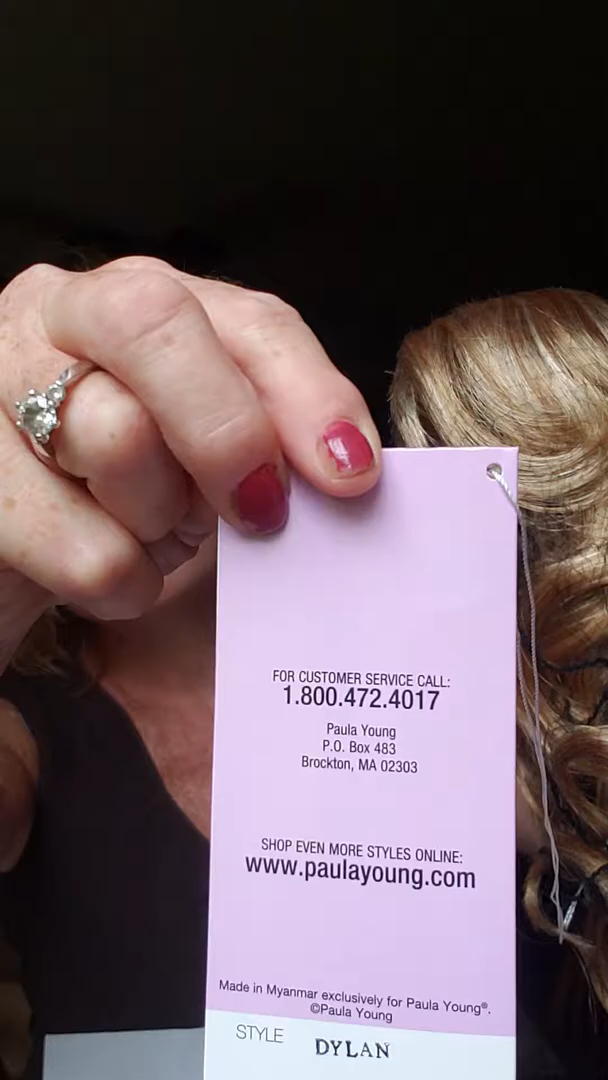 FOR CUSTOMER SERVICE CALL:
1.800.472.4017
Paula Young
P.O. Box 483
Brockton, MA 02303
SHOP EVEN MORE STYLES ONLINE:
www.paulayoung.com
Made in Myanmar exclusively for Paula Young®.
©Paula Young
STYLE DYLAN